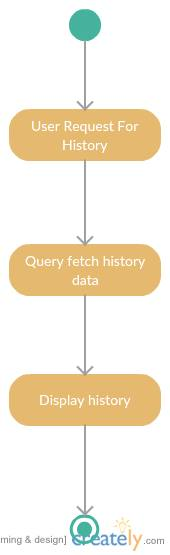 User Request For
History
Query fetch history
data
Display history
ming & design] creately.com